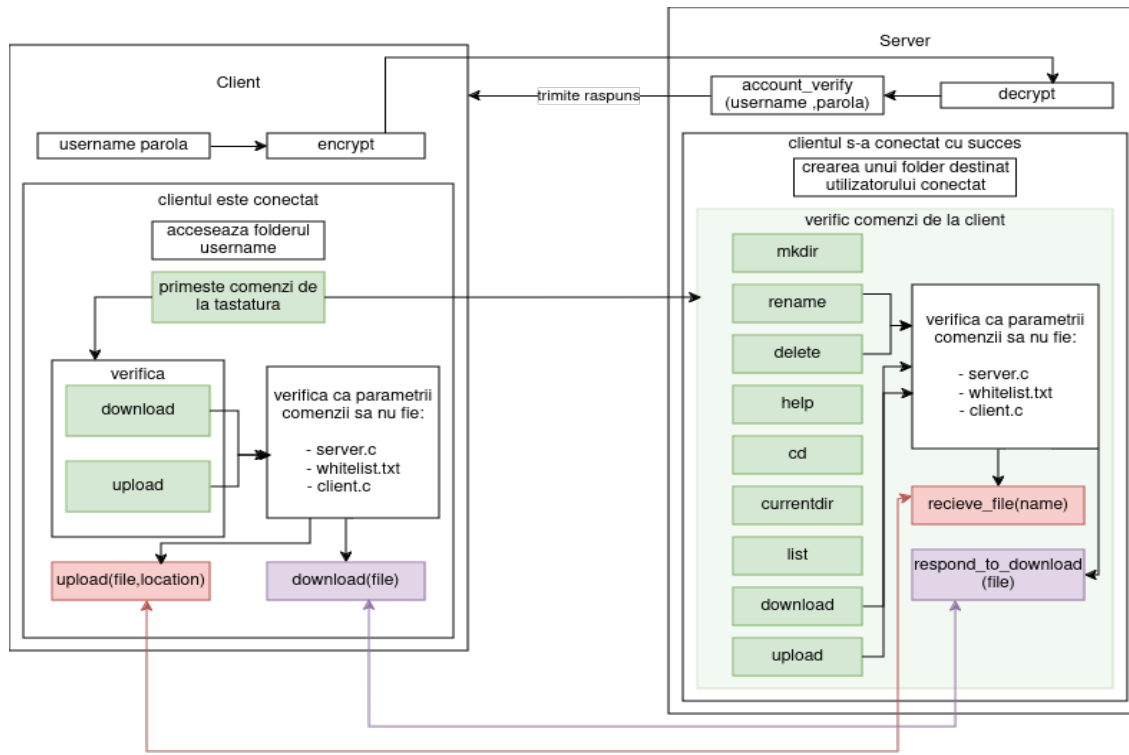 Client
username parola
encrypt
clientul este conectat
acceseaza folderul
username
primeste comenzi de
la tastatura
verifica
download
upload
verifica ca parametrii
comenzii sa nu fie:
- server.c
- whitelist.txt
- client.c
upload(file,location)
download(file)
trimite raspuns
Server
account_verify
(username ,parola)
decrypt
clientul s-a conectat cu succes
crearea unui folder destinat
utilizatorului conectat
verific comenzi de la client
mkdir
rename
delete
help
cd
currentdir
list
download
upload
verifica ca parametrii
comenzii sa nu fie:
- server.c
- whitelist.txt
- client.c
recieve_file(name)
respond_to_download
(file)